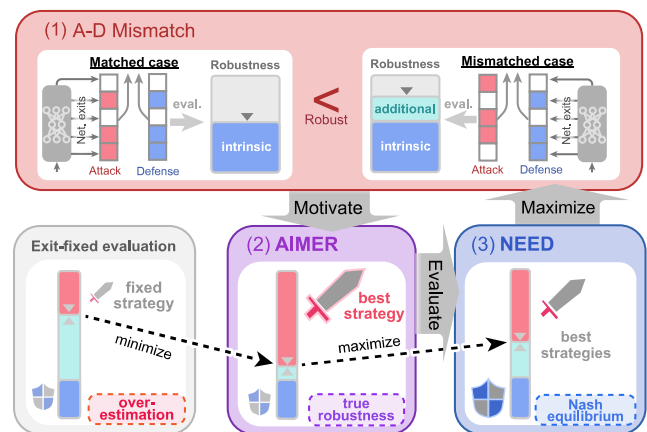 (1) A-D Mismatch
Matched case
Robustness
Net. exits
eval.
intrinsic
Attack
Defense
<
Robust
Robustness
Mismatched case
additional
intrinsic
eval.
Net. exits
Attack
Defense
Motivate
Maximize
Exit-fixed evaluation
fixed
strategy
minimize
over-
estimation
(2) AIMER
best
strategy
maximize
true
robustness
Evaluate
(3) NEED
best
strategies
Nash
equilibrium